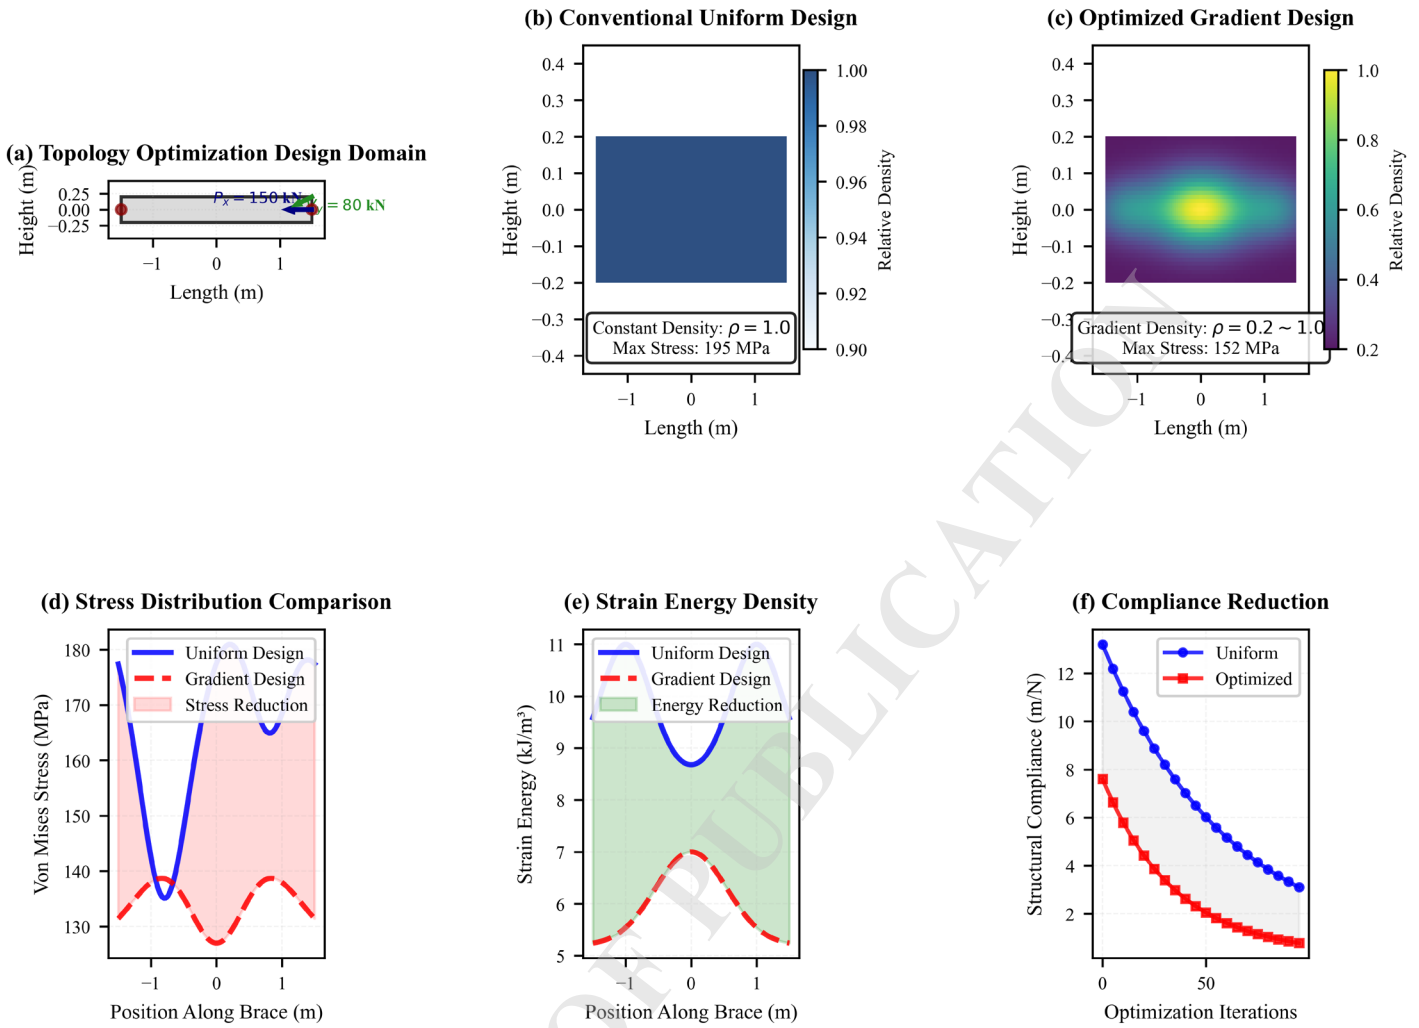 (a) Topology Optimization Design Domain
Height (m)
0.25
0.00
−0.25
Pₓ = 150 kN
= 80 kN
−1
0
1
Length (m)
(b) Conventional Uniform Design
Height (m)
0.4
0.3
0.2
0.1
0.0
−0.1
−0.2
−0.3
−0.4
Constant Density: ρ = 1.0
Max Stress: 195 MPa
−1
0
1
Length (m)
1.00
0.98
0.96
0.94
0.92
0.90
Relative Density
(c) Optimized Gradient Design
Height (m)
0.4
0.3
0.2
0.1
0.0
−0.1
−0.2
−0.3
−0.4
Gradient Density: ρ = 0.2 ~ 1.0
Max Stress: 152 MPa
−1
0
1
Length (m)
1.0
0.8
0.6
0.4
0.2
Relative Density
(d) Stress Distribution Comparison
Von Mises Stress (MPa)
180
170
160
150
140
130
Uniform Design
Gradient Design
Stress Reduction
−1
0
1
Position Along Brace (m)
(e) Strain Energy Density
Strain Energy (kJ/m³)
11
10
9
8
7
6
5
Uniform Design
Gradient Design
Energy Reduction
−1
0
1
Position Along Brace (m)
(f) Compliance Reduction
Structural Compliance (m/N)
12
10
8
6
4
2
Uniform
Optimized
0
50
Optimization Iterations
OF PUBLICATION